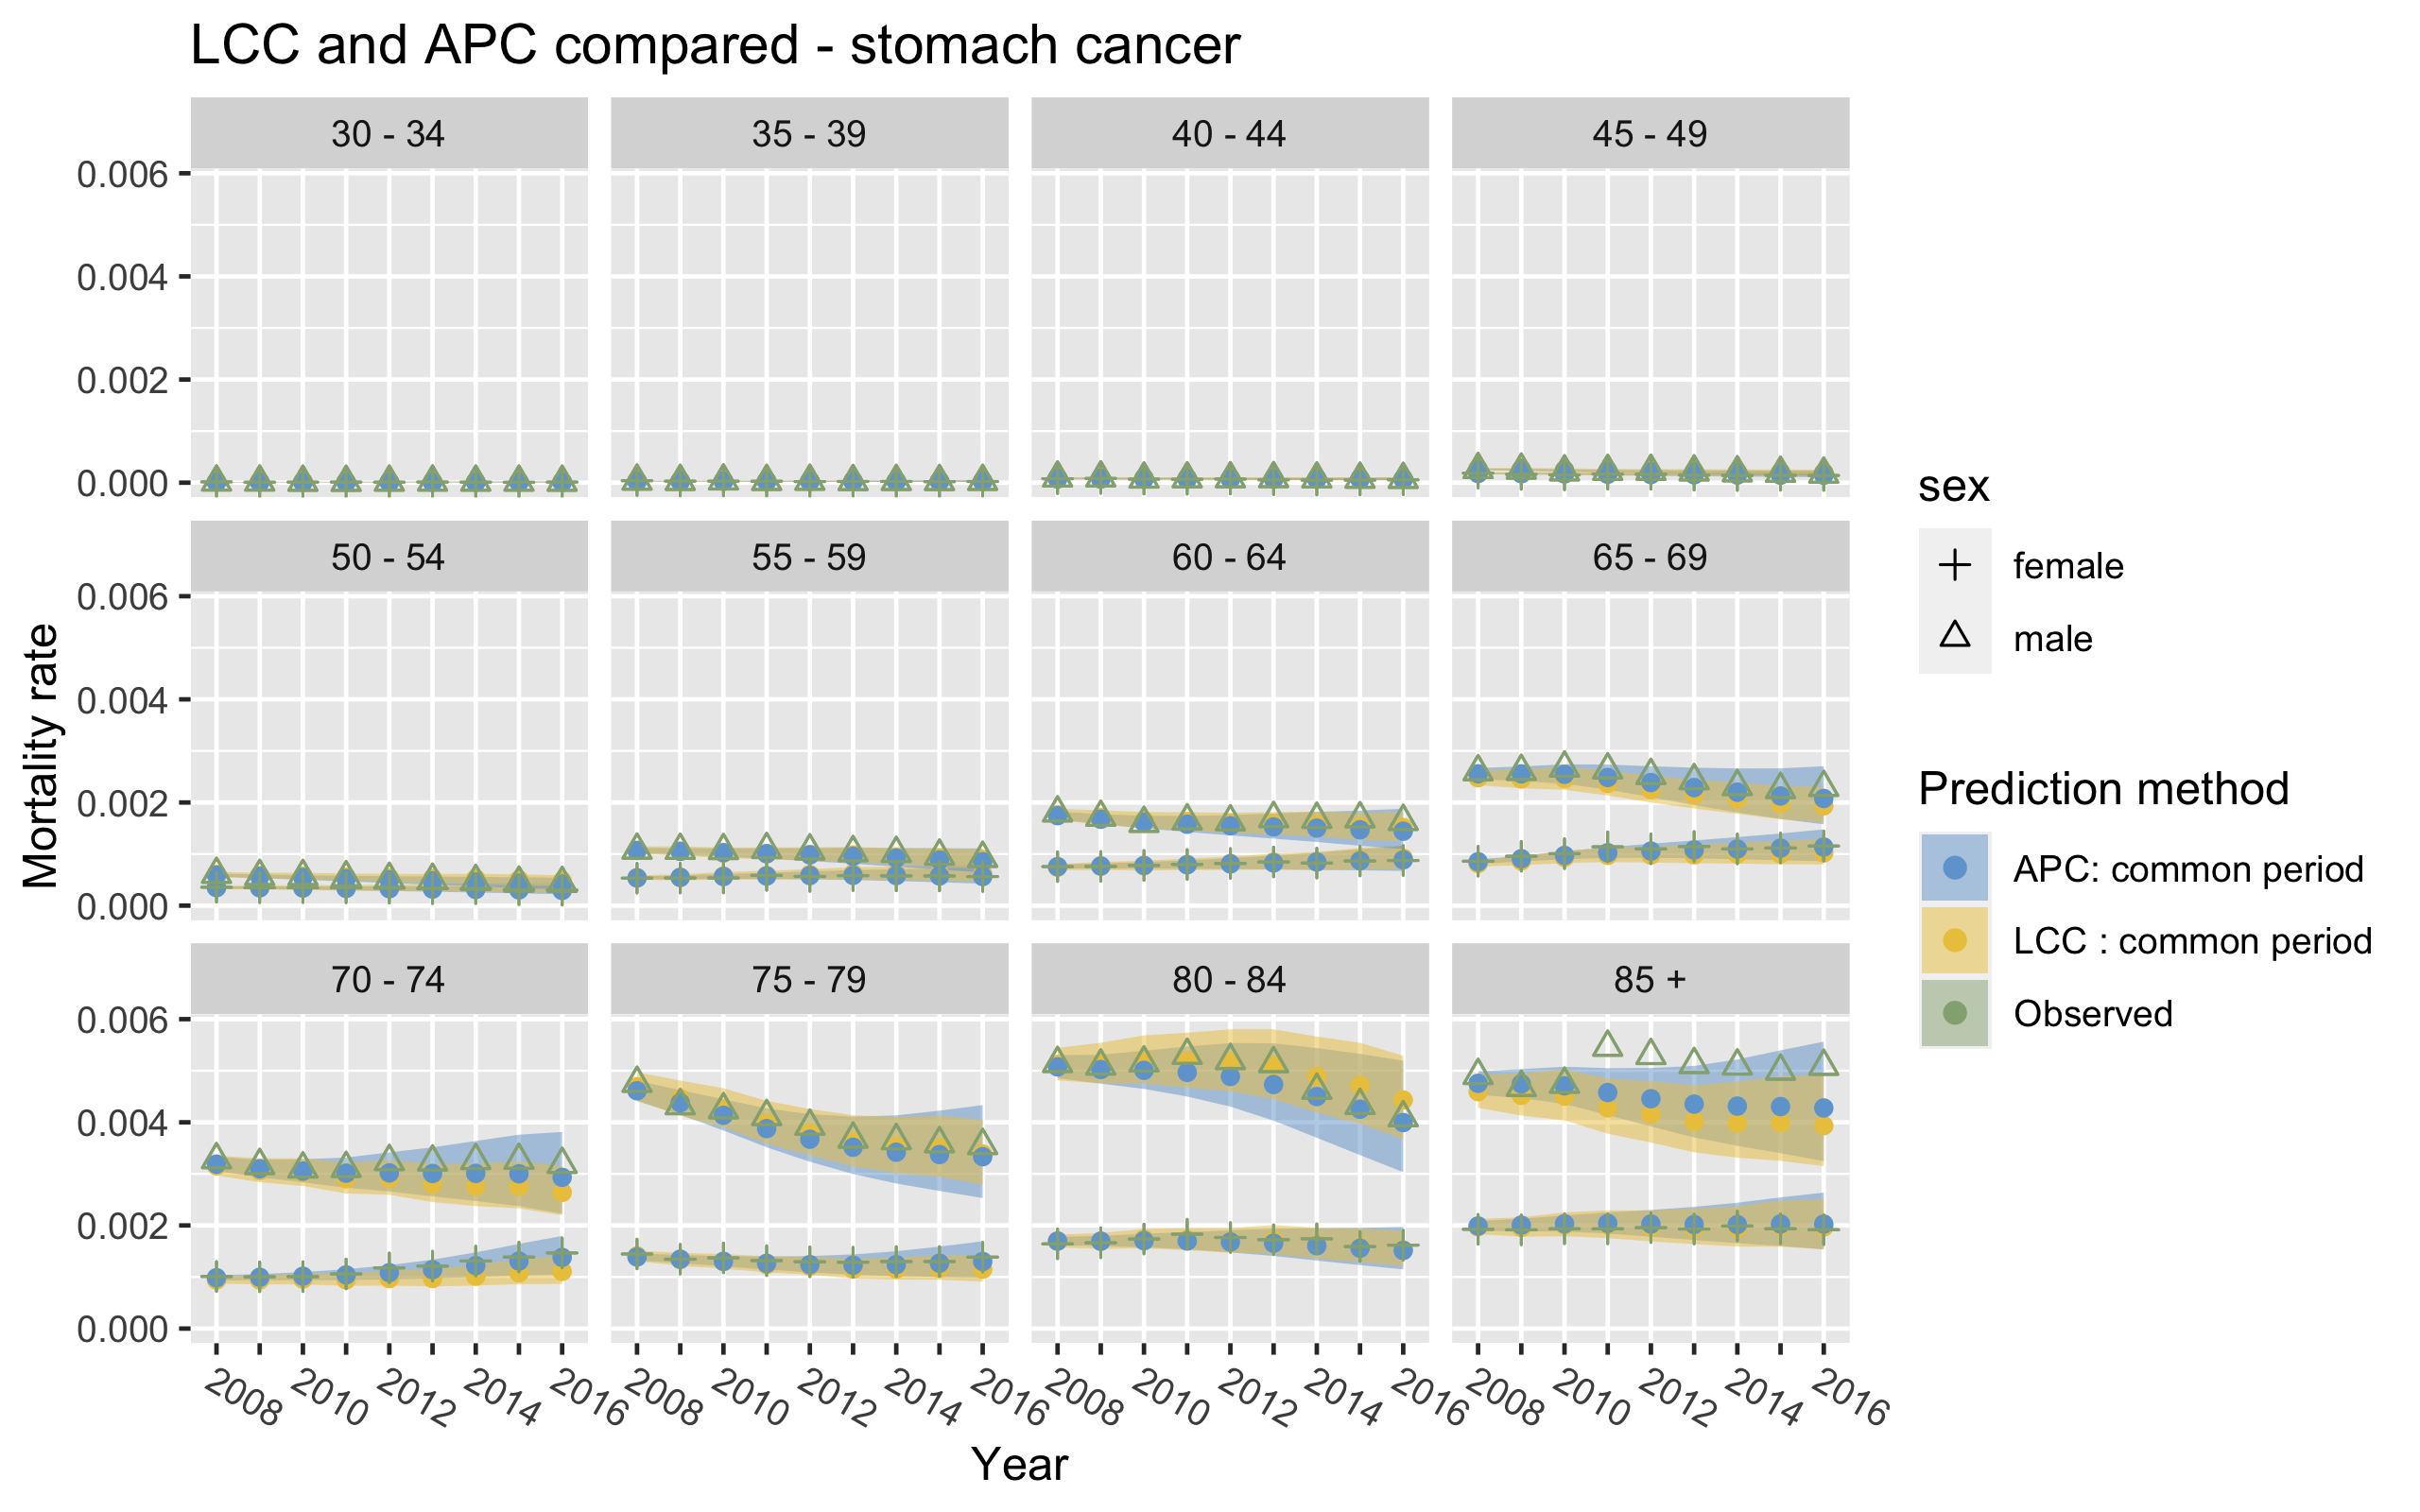 LCC and APC compared - stomach cancer
30 - 34
35 - 39
40 - 44
45 - 49
0.006
0.004
0.002
0.000
50 - 54
55 - 59
60 - 64
65 - 69
0.006
0.004
0.002
0.000
70 - 74
75 - 79
80 - 84
85 +
0.006
0.004
0.002
0.000
2008 2010 2012 2014 2016
2008 2010 2012 2014 2016
2008 2010 2012 2014 2016
2008 2010 2012 2014 2016
Year
Mortality rate
sex
female
male
Prediction method
APC: common period
LCC : common period
Observed